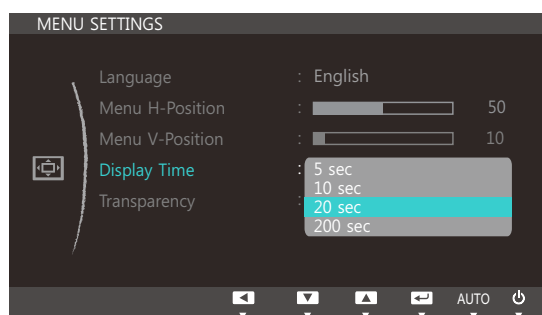 MENU SETTINGS
Language : English
Menu H-Position : 50
Menu V-Position : 10
Display Time : 5 sec
10 sec
20 sec
Transparency :
200 sec
AUTO